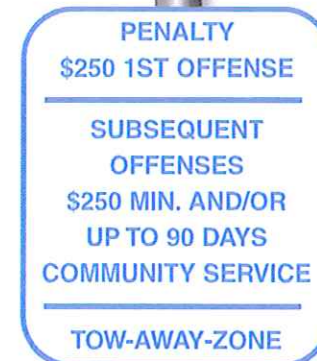 PENALTY
$250 1ST OFFENSE
SUBSEQUENT
OFFENSES
$250 MIN. AND/OR
UP TO 90 DAYS
COMMUNITY SERVICE
TOW-AWAY-ZONE